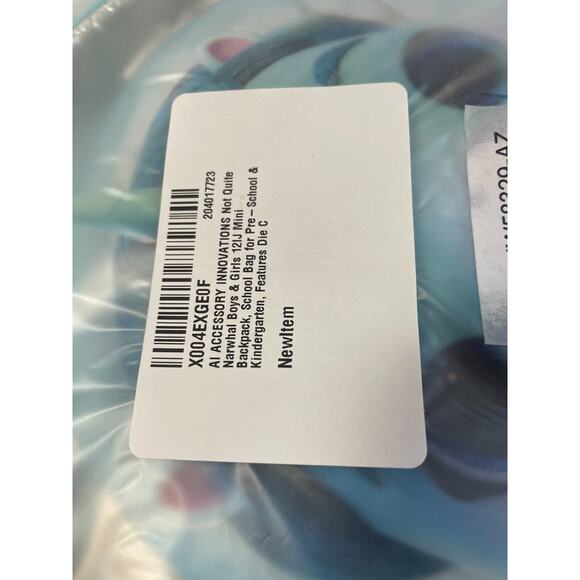 X004EXGE0F
204017723
AI ACCESSORY INNOVATIONS Not Quite
Narwhal Boys & Girls 12IJ Mini
Backpack, School Bag for Pre-School &
Kindergarten, Features Die C
NewItem